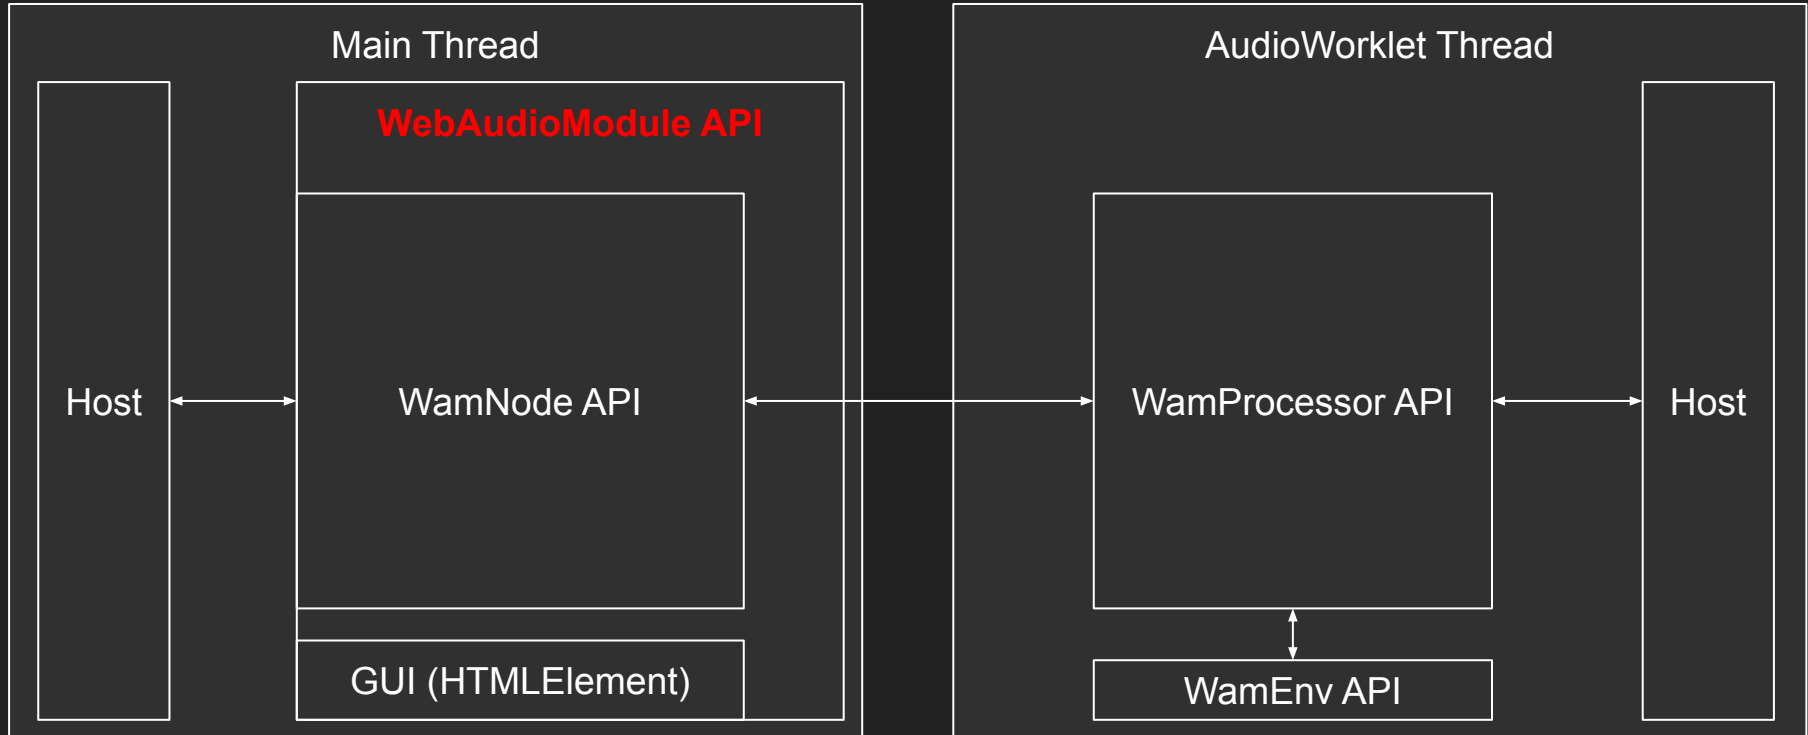 Main Thread
AudioWorklet Thread
WebAudioModule API
Host
WamNode API
WamProcessor API
Host
GUI (HTMLElement)
WamEnv API